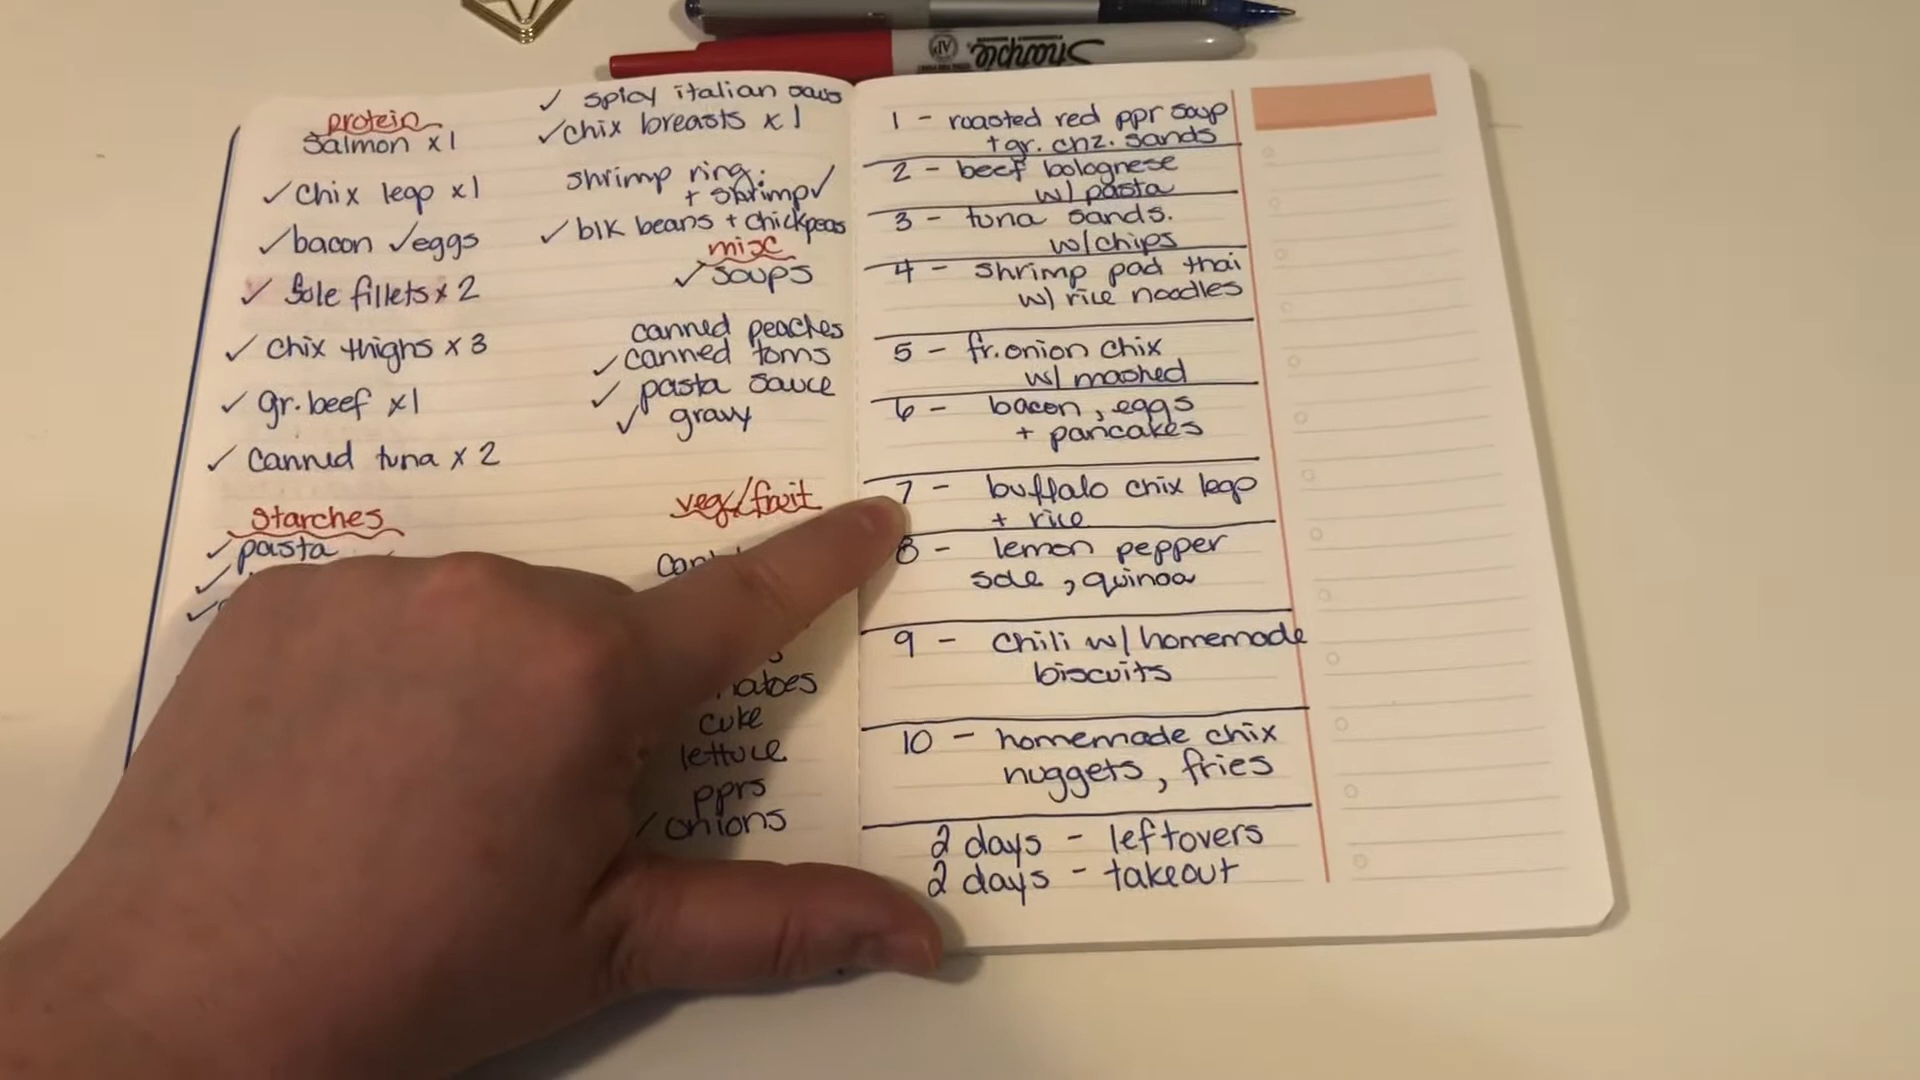 Sharpie
AP
protein
salmon x1
✓ chix legs x1
✓ bacon ✓ eggs
✓ Sole fillets x 2
✓ chix thighs x 3
✓ gr. beef x1
✓ canned tuna x 2
starches
✓ pasta
✓ spicy italian
✓ chix breasts x 1
shrimp ring:
+ shrimp ✓
✓ blk beans + chickpeas
misc
✓ soups
canned peaches
✓ canned toms
✓ pasta sauce
✓ gravy
veg/fruit
cuke
lettuce
pprs
✓ onions
1 - roasted red ppr soup
+ gr. chz. sands
2 - beef bolognese
w/ pasta
3 - tuna sands.
w/ chips
4 - shrimp pad thai
w/ rice noodles
5 - fr. onion chix
w/ mashed
6 - bacon, eggs
+ pancakes
7 - buffalo chix legs
+ rice
8 - lemon pepper
sole, quinoa
9 - chili w/ homemade
biscuits
10 - homemade chix
nuggets, fries
2 days - leftovers
2 days - takeout